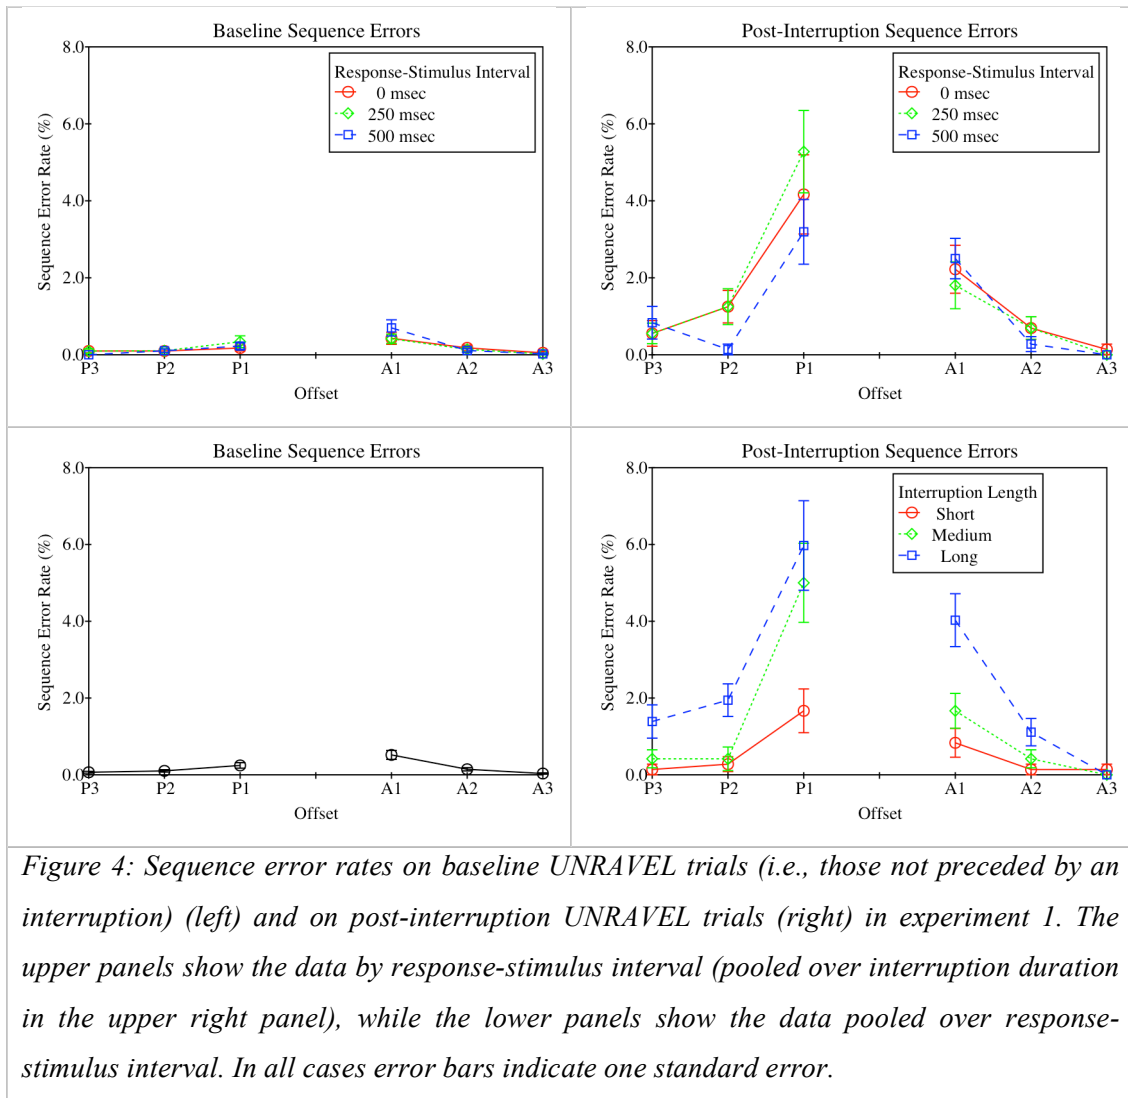 Baseline Sequence Errors
8.0
6.0
4.0
2.0
0.0
Sequence Error Rate (%)
Response-Stimulus Interval
0 msec
250 msec
500 msec
P3 P2 P1 A1 A2 A3
Offset
Post-Interruption Sequence Errors
8.0
6.0
4.0
2.0
0.0
Sequence Error Rate (%)
Response-Stimulus Interval
0 msec
250 msec
500 msec
P3 P2 P1 A1 A2 A3
Offset
Baseline Sequence Errors
8.0
6.0
4.0
2.0
0.0
Sequence Error Rate (%)
P3 P2 P1 A1 A2 A3
Offset
Post-Interruption Sequence Errors
8.0
6.0
4.0
2.0
0.0
Sequence Error Rate (%)
Interruption Length
Short
Medium
Long
P3 P2 P1 A1 A2 A3
Offset
Figure 4: Sequence error rates on baseline UNRAVEL trials (i.e., those not preceded by an
interruption) (left) and on post-interruption UNRAVEL trials (right) in experiment 1. The
upper panels show the data by response-stimulus interval (pooled over interruption duration
in the upper right panel), while the lower panels show the data pooled over response-
stimulus interval. In all cases error bars indicate one standard error.